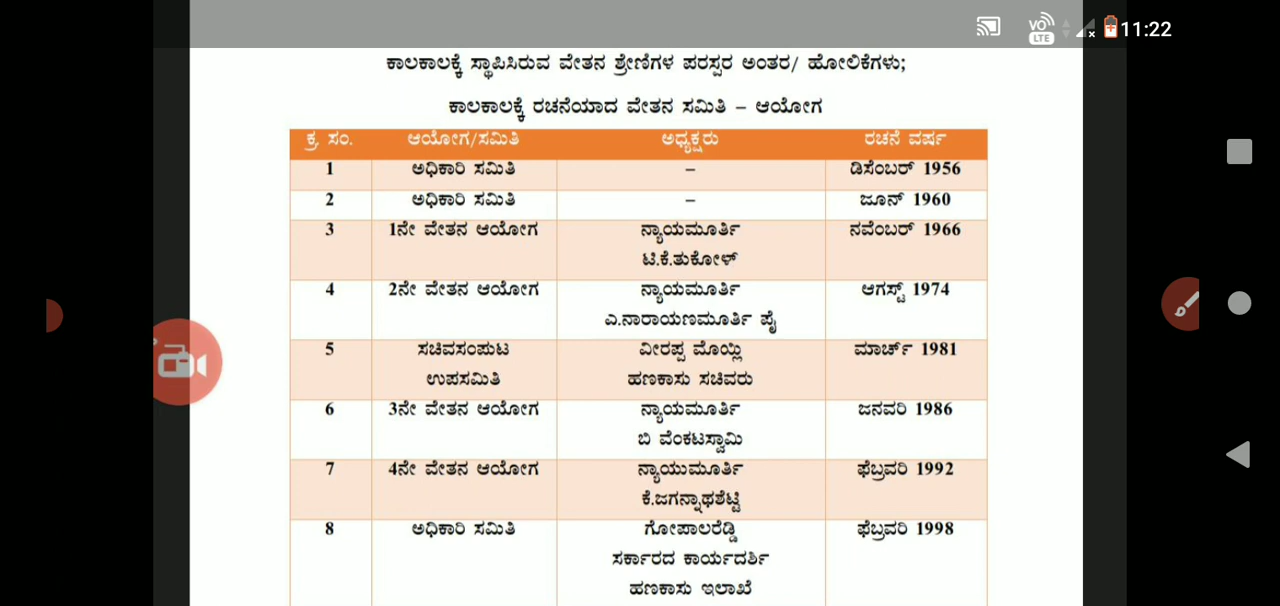 VO
LTE
11:22
ಕಾಲಕಾಲಕ್ಕೆ ಸ್ಥಾಪಿಸಿರುವ ವೇತನ ಶ್ರೇಣಿಗಳ ಪರಸ್ಪರ ಅಂತರ/ ಹೋಲಿಕೆಗಳು;
ಕಾಲಕಾಲಕ್ಕೆ ರಚನೆಯಾದ ವೇತನ ಸಮಿತಿ – ಆಯೋಗ
ಕ್ರ. ಸಂ. ಆಯೋಗ/ಸಮಿತಿ ಅಧ್ಯಕ್ಷರು ರಚನೆ ವರ್ಷ
1 ಅಧಿಕಾರಿ ಸಮಿತಿ – ಡಿಸೆಂಬರ್ 1956
2 ಅಧಿಕಾರಿ ಸಮಿತಿ – ಜೂನ್ 1960
3 1ನೇ ವೇತನ ಆಯೋಗ ನ್ಯಾಯಮೂರ್ತಿ ನವೆಂಬರ್ 1966
ಟಿ.ಕೆ.ತುಕೋಳ್
4 2ನೇ ವೇತನ ಆಯೋಗ ನ್ಯಾಯಮೂರ್ತಿ ಆಗಸ್ಟ್ 1974
ಎ.ನಾರಾಯಣಮೂರ್ತಿ ಪೈ
5 ಸಚಿವಸಂಪುಟ ವೀರಪ್ಪ ಮೊಯ್ಲಿ ಮಾರ್ಚ್ 1981
ಉಪಸಮಿತಿ ಹಣಕಾಸು ಸಚಿವರು
6 3ನೇ ವೇತನ ಆಯೋಗ ನ್ಯಾಯಮೂರ್ತಿ ಜನವರಿ 1986
ಬಿ ವೆಂಕಟಸ್ವಾಮಿ
7 4ನೇ ವೇತನ ಆಯೋಗ ನ್ಯಾಯುಮೂರ್ತಿ ಫೆಬ್ರವರಿ 1992
ಕೆ.ಜಗನ್ನಾಥಶೆಟ್ಟಿ
8 ಅಧಿಕಾರಿ ಸಮಿತಿ ಗೋಪಾಲರೆಡ್ಡಿ ಫೆಬ್ರವರಿ 1998
ಸರ್ಕಾರದ ಕಾರ್ಯದರ್ಶಿ
ಹಣಕಾಸು ಇಲಾಖೆ